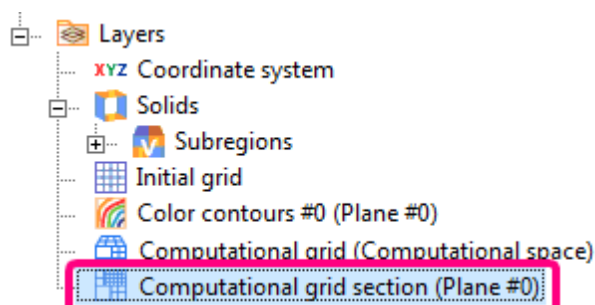 Layers
XYZ Coordinate system
Solids
Subregions
Initial grid
Color contours #0 (Plane #0)
Computational grid (Computational space)
Computational grid section (Plane #0)